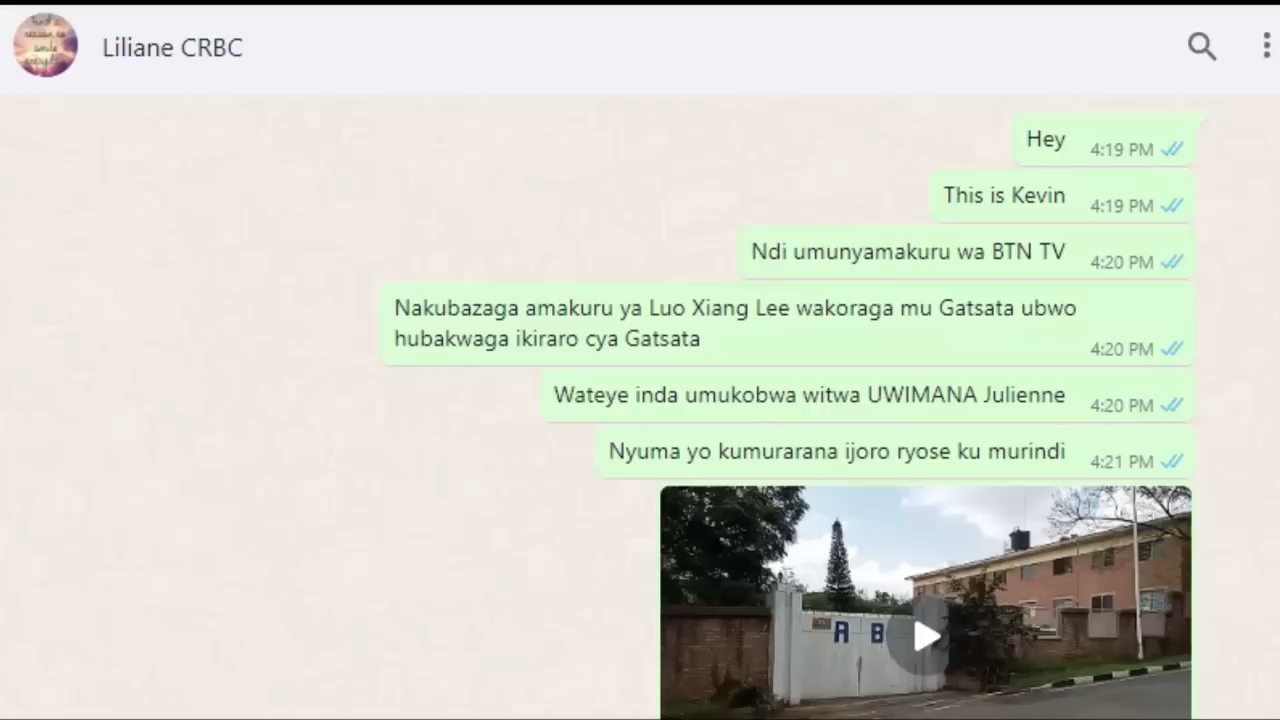 Liliane CRBC
Hey
4:19 PM
This is Kevin
4:19 PM
Ndi umunyamakuru wa BTN TV
4:20 PM
Nakubazaga amakuru ya Luo Xiang Lee wakoraga mu Gatsata ubwo
hubakwaga ikiraro cya Gatsata
4:20 PM
Wateye inda umukobwa witwa UWIMANA Julienne
4:20 PM
Nyuma yo kumurarana ijoro ryose ku murindi
4:21 PM
R B